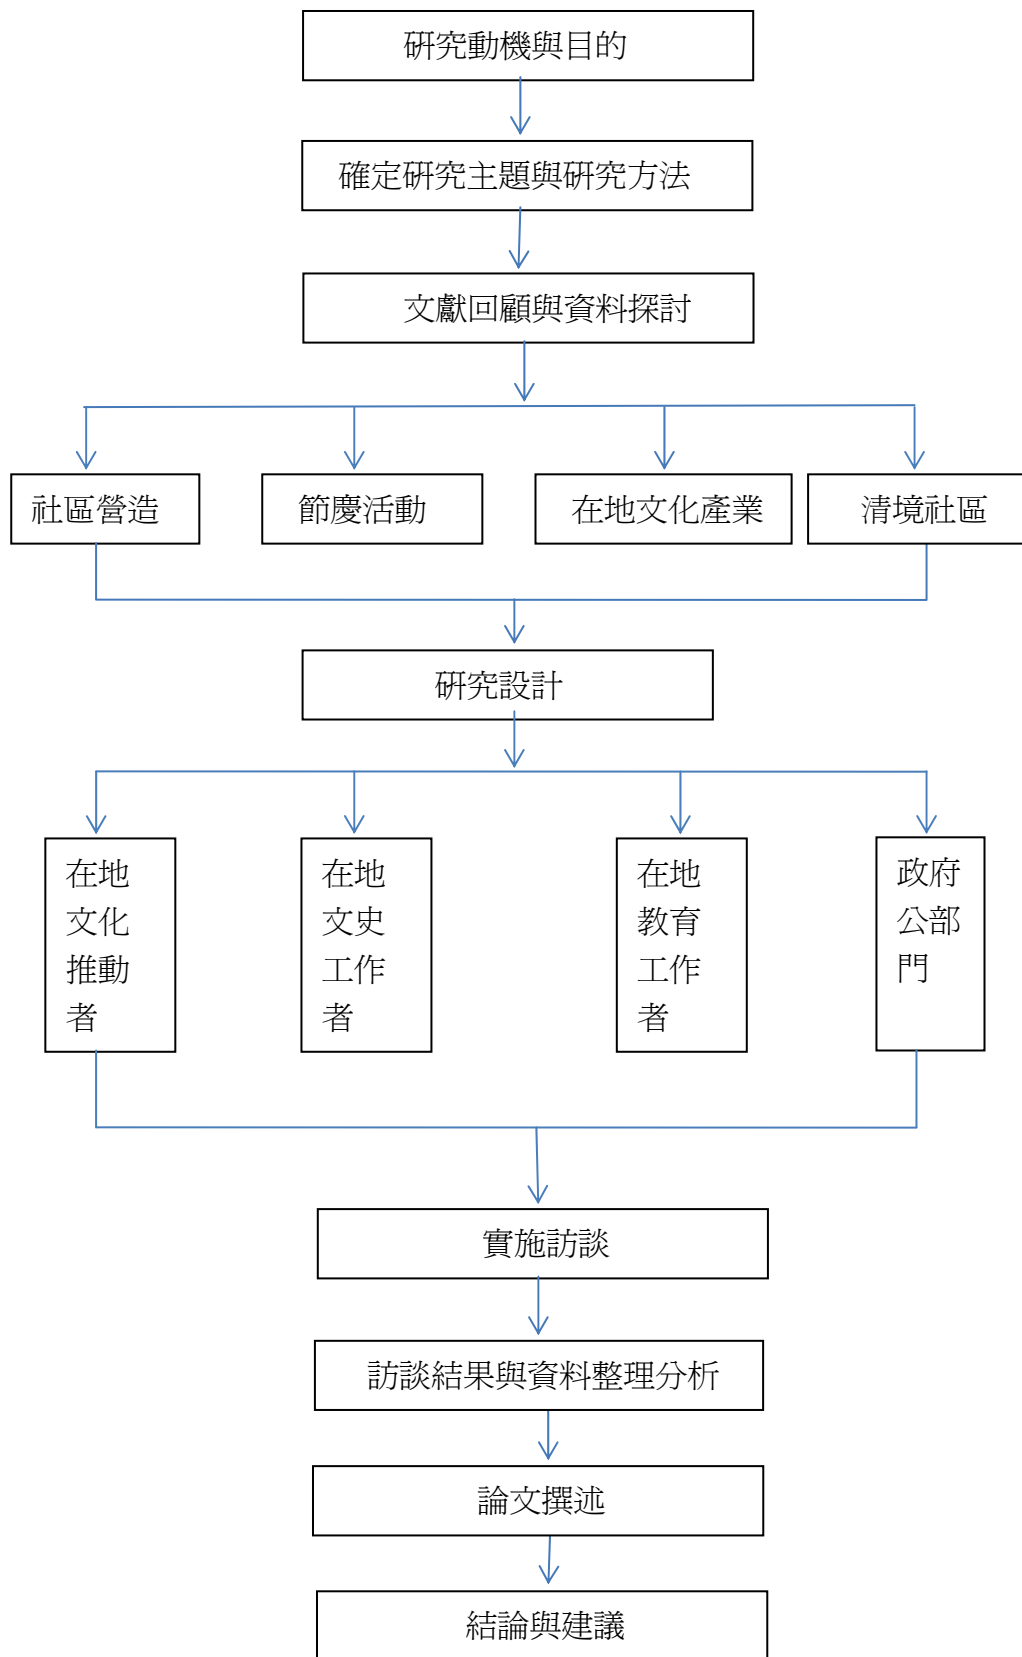 研究動機與目的
確定研究主題與研究方法
文獻回顧與資料探討
社區營造
節慶活動
在地文化產業
清境社區
研究設計
在地
文化
推動
者
在地
文史
工作
者
在地
教育
工作
者
政府
公部
門
實施訪談
訪談結果與資料整理分析
論文撰述
結論與建議